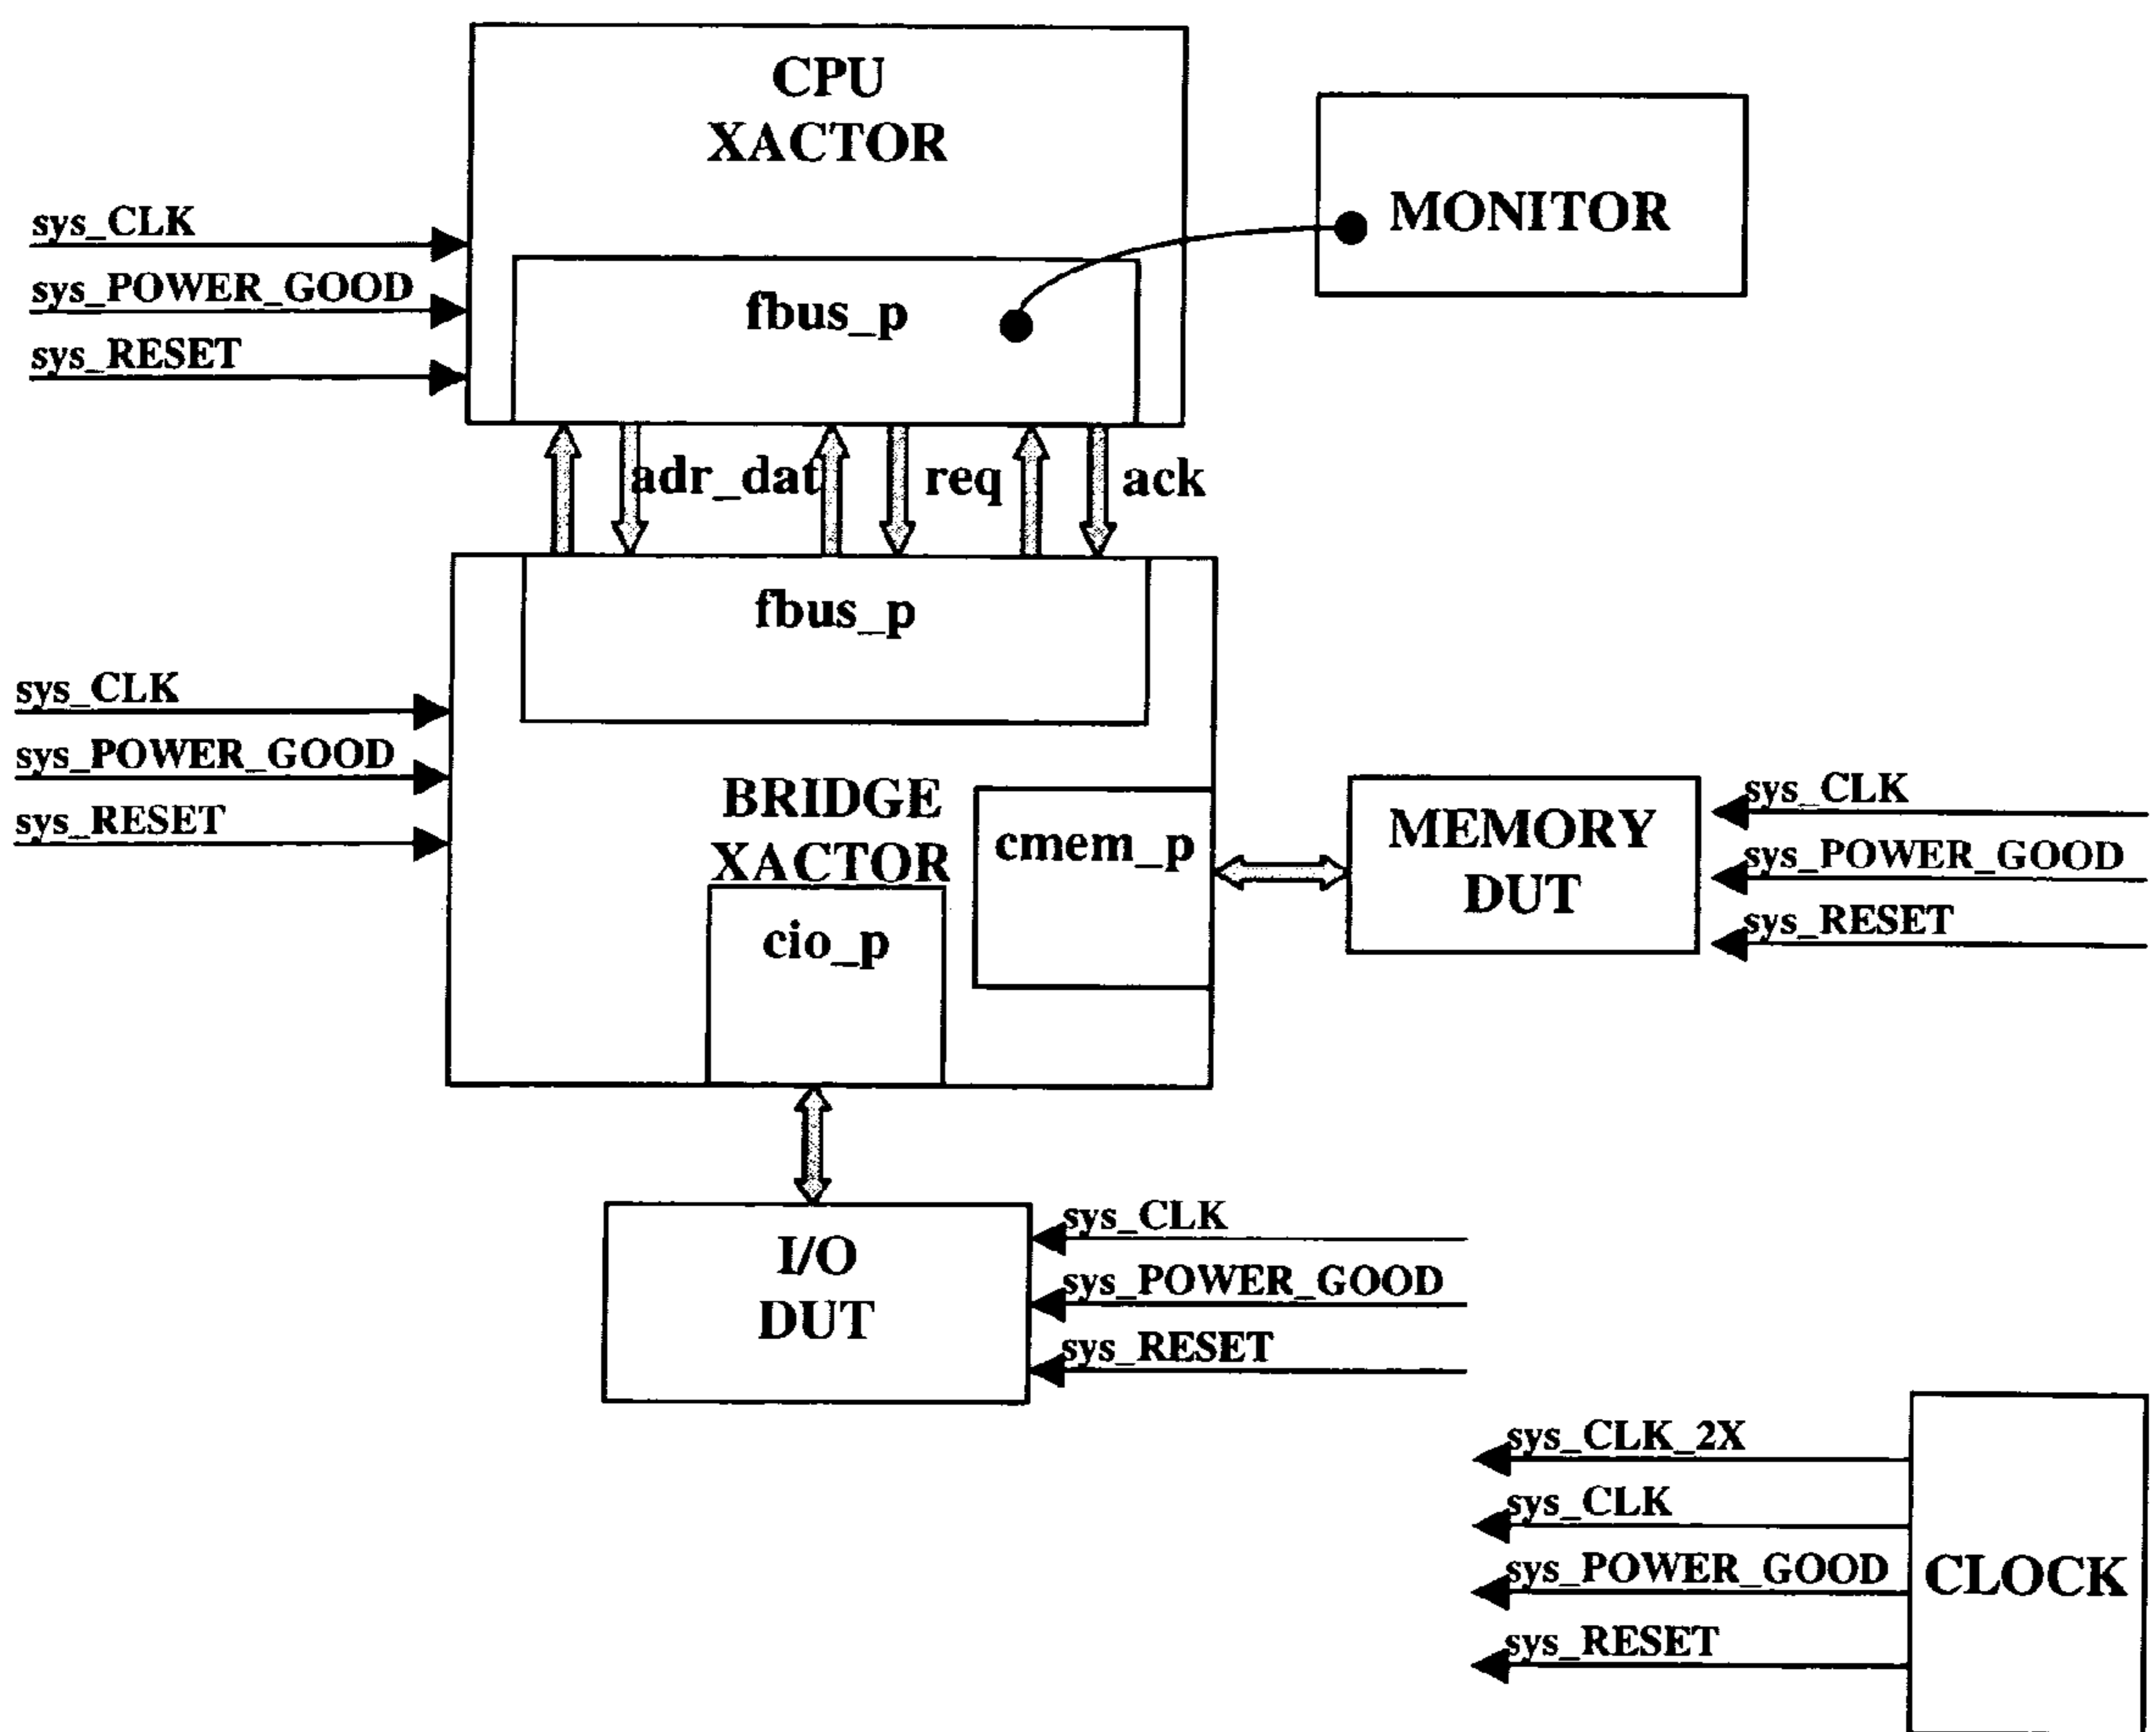 CPU
XACTOR
MONITOR
sys_CLK
sys_POWER_GOOD
sys_RESET
fbus_p
adr_dat
req
ack
fbus_p
sys_CLK
sys_POWER_GOOD
sys_RESET
BRIDGE
XACTOR
cmem_p
cio_p
MEMORY
DUT
sys_CLK
sys_POWER_GOOD
sys_RESET
I/O
DUT
sys_CLK
sys_POWER_GOOD
sys_RESET
sys_CLK_2X
sys_CLK
sys_POWER_GOOD
sys_RESET
CLOCK